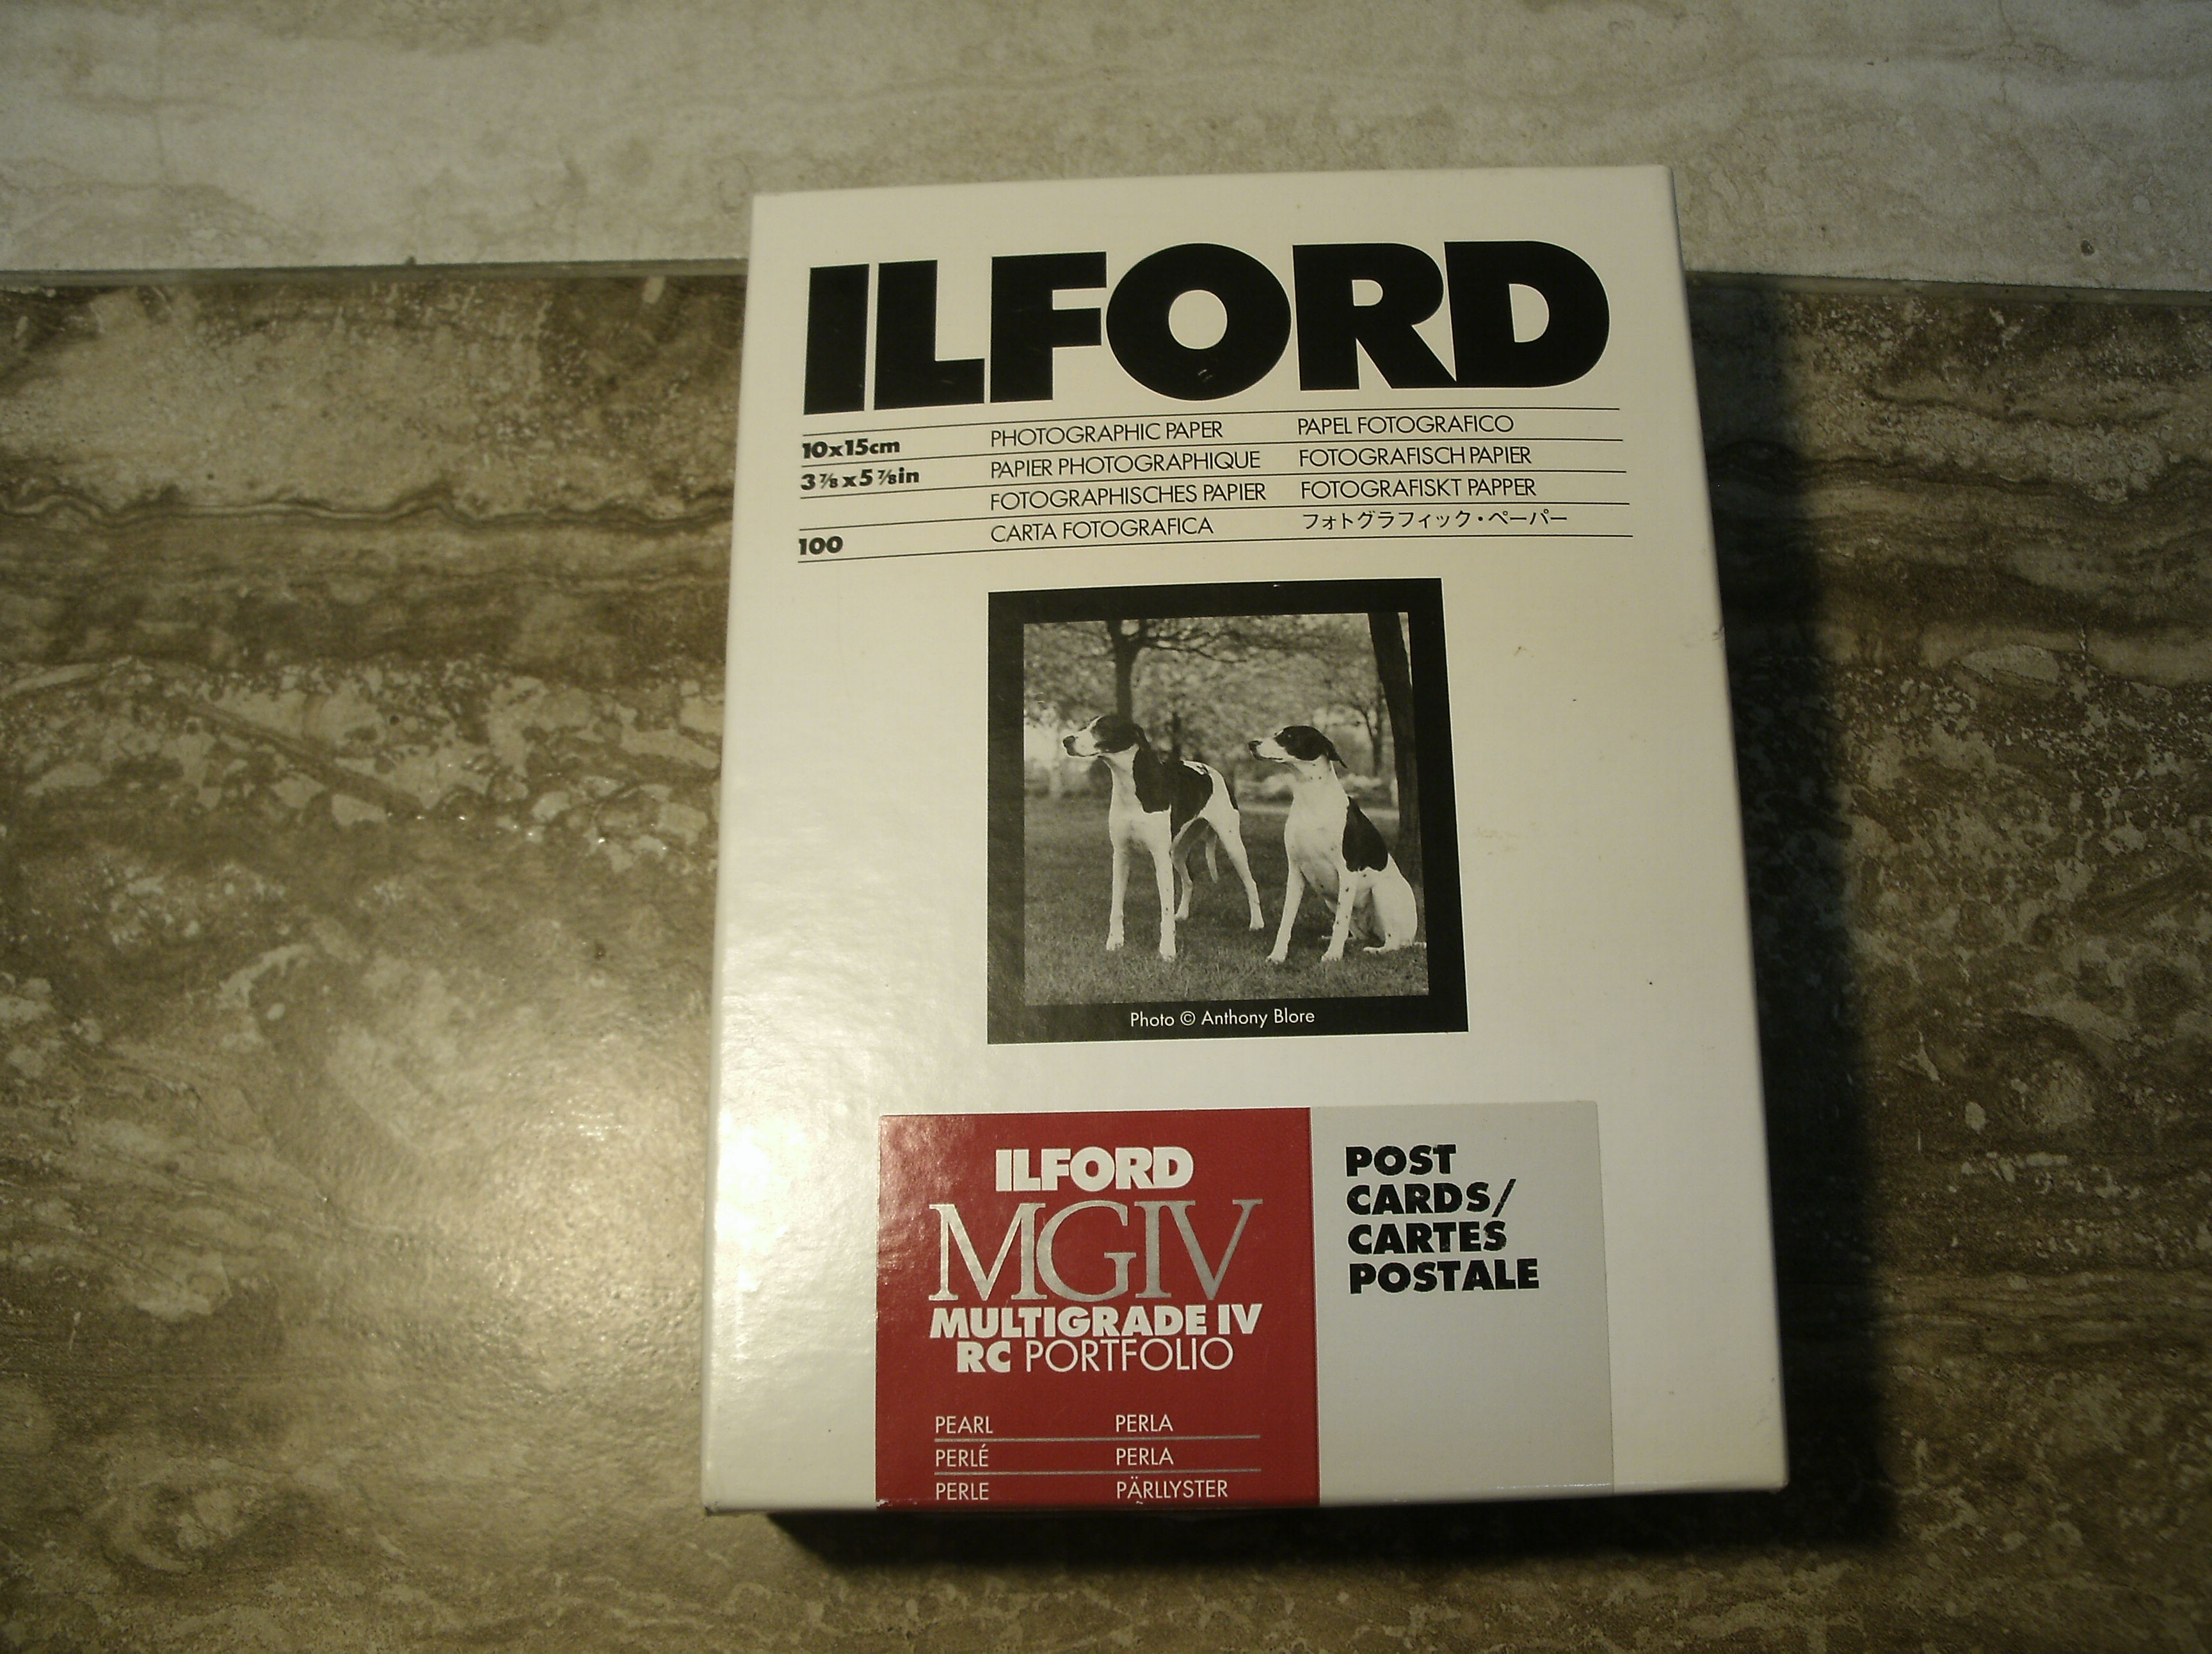 ILFORD
10x15cm
3 ⅞ x 5 ⅞in
100
PHOTOGRAPHIC PAPER
PAPIER PHOTOGRAPHIQUE
FOTOGRAPHISCHES PAPIER
CARTA FOTOGRAFICA
PAPEL FOTOGRAFICO
FOTOGRAFISCH PAPIER
FOTOGRAFISKT PAPPER
フォトグラフィック・ペーパー
Photo © Anthony Blore
ILFORD
MGIV
MULTIGRADE IV
RC PORTFOLIO
PEARL
PERLÉ
PERLE
PERLA
PERLA
PÄRLLYSTER
POST
CARDS/
CARTES
POSTALE